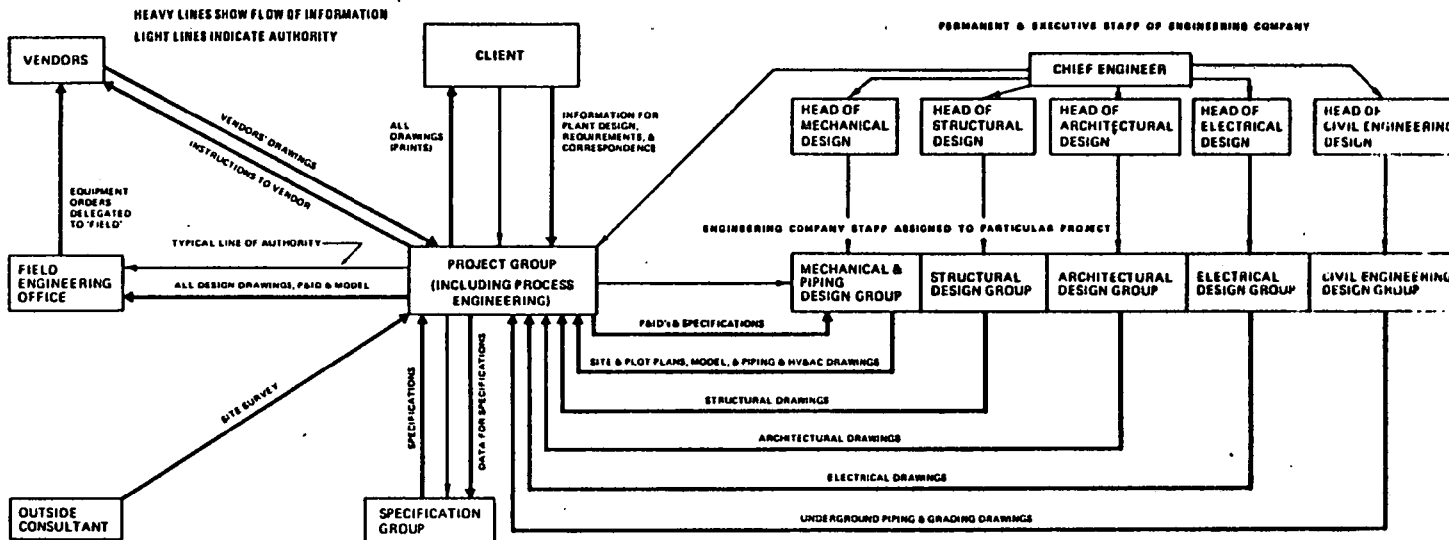 HEAVY LINES SHOW FLOW OF INFORMATION
LIGHT LINES INDICATE AUTHORITY
PERMANENT & EXECUTIVE STAFF OF ENGINEERING COMPANY
VENDORS
CLIENT
CHIEF ENGINEER
HEAD OF
MECHANICAL
DESIGN
HEAD OF
STRUCTURAL
DESIGN
HEAD OF
ARCHITECTURAL
DESIGN
HEAD OF
ELECTRICAL
DESIGN
HEAD OF
CIVIL ENGINEERING
DESIGN
VENDORS' DRAWINGS
INSTRUCTIONS TO VENDOR
ALL
DRAWINGS
(PRINTS)
INFORMATION FOR
PLANT DESIGN,
REQUIREMENTS, &
CORRESPONDENCE
EQUIPMENT
ORDERS
DELEGATED
TO 'FIELD'
TYPICAL LINE OF AUTHORITY
ENGINEERING COMPANY STAFF ASSIGNED TO PARTICULAR PROJECT
FIELD
ENGINEERING
OFFICE
ALL DESIGN DRAWINGS, P&ID & MODEL
PROJECT GROUP
(INCLUDING PROCESS
ENGINEERING)
MECHANICAL &
PIPING
DESIGN GROUP
STRUCTURAL
DESIGN GROUP
ARCHITECTURAL
DESIGN GROUP
ELECTRICAL
DESIGN GROUP
CIVIL ENGINEERING
DESIGN GROUP
P&ID's & SPECIFICATIONS
SITE & PLOT PLANS, MODEL, & PIPING & HV&AC DRAWINGS
STRUCTURAL DRAWINGS
ARCHITECTURAL DRAWINGS
ELECTRICAL DRAWINGS
UNDERGROUND PIPING & GRADING DRAWINGS
SITE SURVEY
SPECIFICATIONS
DATA FOR SPECIFICATIONS
OUTSIDE
CONSULTANT
SPECIFICATION
GROUP